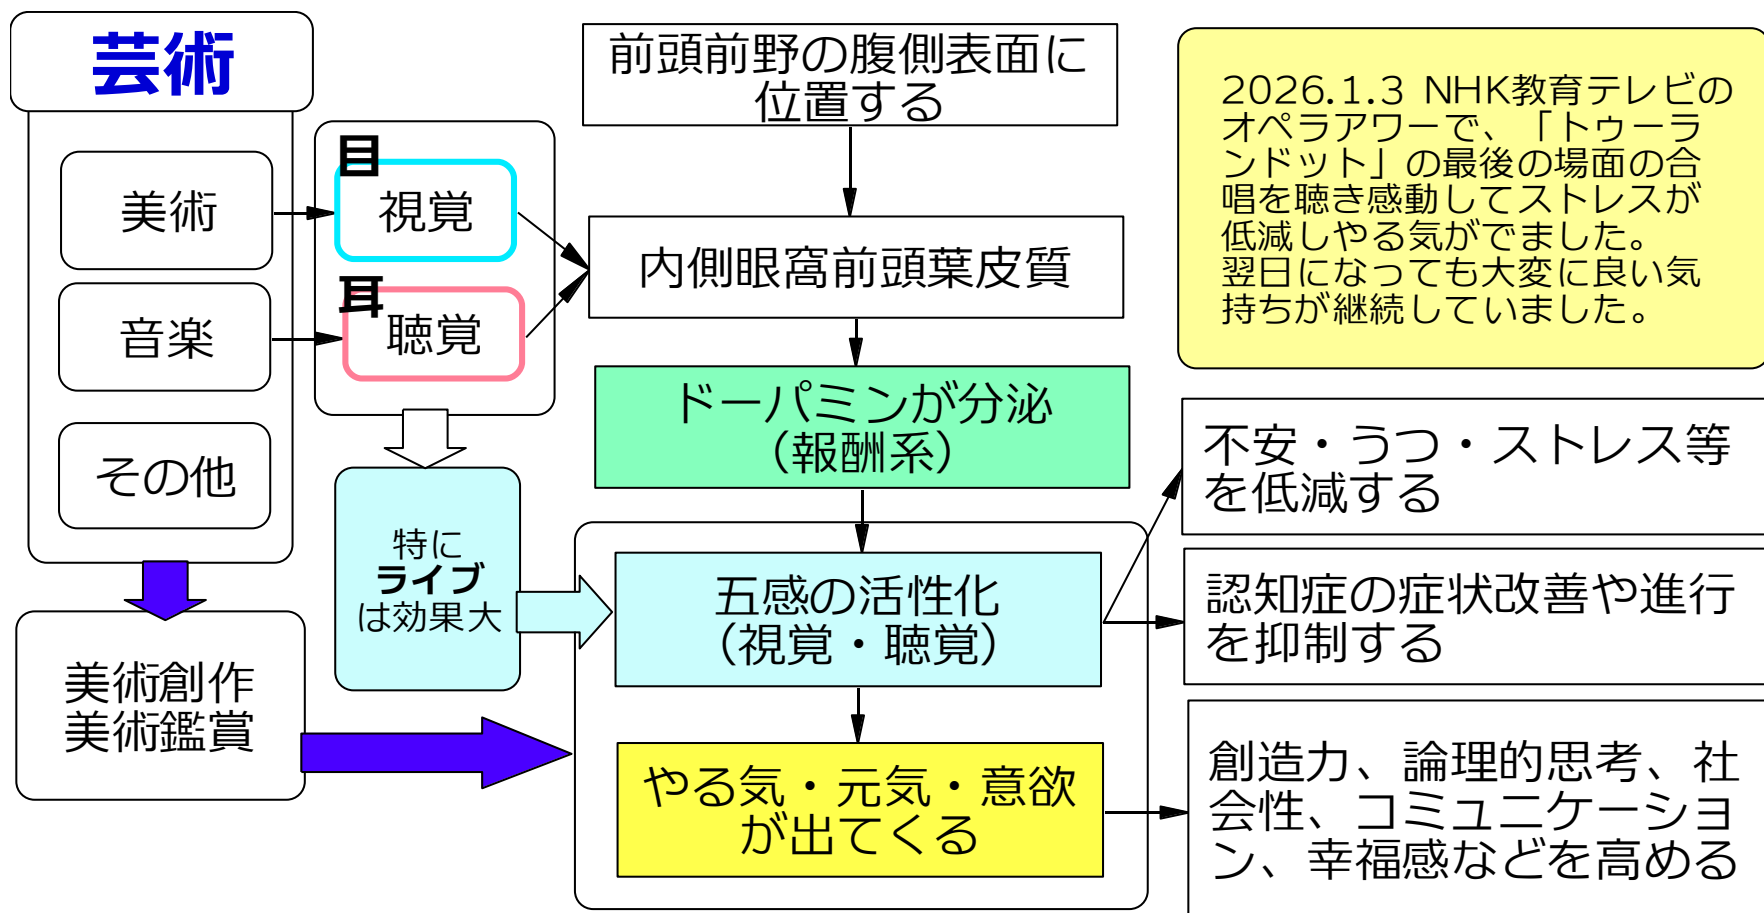 芸術
美術
音楽
その他
目
視覚
耳
聴覚
特に
ライブ
は効果大
美術創作
美術鑑賞
前頭前野の腹側表面に
位置する
内側眼窩前頭葉皮質
ドーパミンが分泌
(報酬系)
五感の活性化
(視覚・聴覚)
やる気・元気・意欲
が出てくる
2026.1.3 NHK教育テレビの
オペラアワーで、「トゥーラ
ンドット」の最後の場面の合
唱を聴き感動してストレスが
低減しやる気がでました。
翌日になっても大変に良い気
持ちが継続していました。
不安・うつ・ストレス等
を低減する
認知症の症状改善や進行
を抑制する
創造力、論理的思考、社
会性、コミュニケーショ
ン、幸福感などを高める